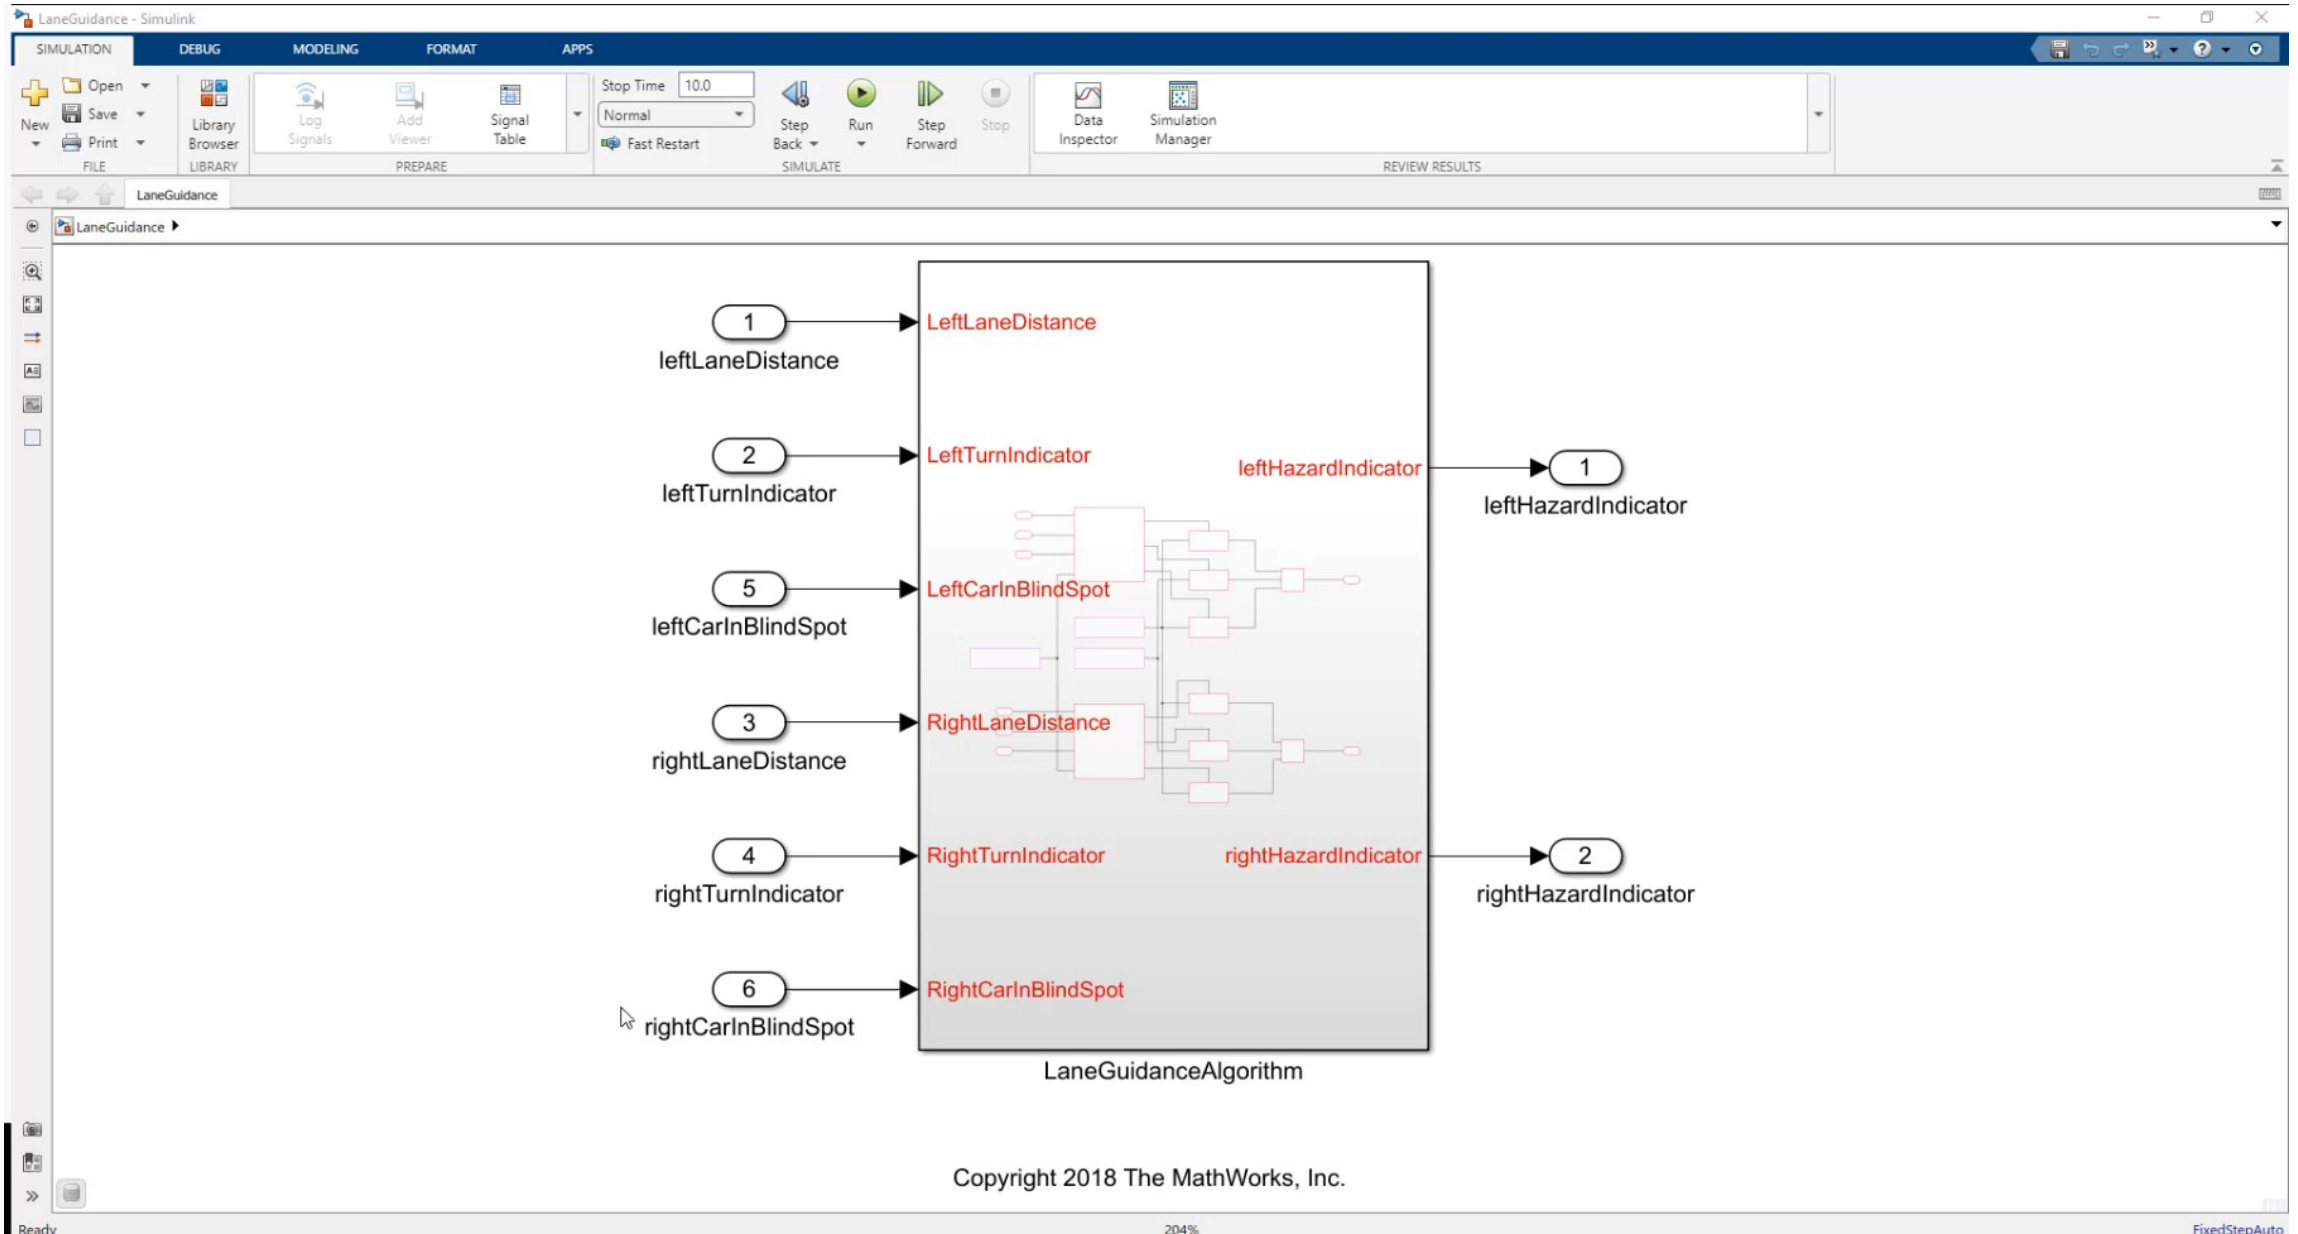 LaneGuidance - Simulink
SIMULATION DEBUG MODELING FORMAT APPS
New
Open
Save
Print
FILE
Library
Browser
LIBRARY
Log
Signals
Add
Viewer
Signal
Table
PREPARE
Stop Time 10.0
Normal
Fast Restart
Step
Back
Run
Step
Forward
Stop
SIMULATE
Data
Inspector
Simulation
Manager
REVIEW RESULTS
LaneGuidance
LaneGuidance
1
leftLaneDistance
LeftLaneDistance
2
leftTurnIndicator
LeftTurnIndicator
leftHazardIndicator
1
leftHazardIndicator
5
leftCarInBlindSpot
LeftCarInBlindSpot
3
rightLaneDistance
RightLaneDistance
4
rightTurnIndicator
RightTurnIndicator
rightHazardIndicator
2
rightHazardIndicator
6
rightCarInBlindSpot
RightCarInBlindSpot
LaneGuidanceAlgorithm
Copyright 2018 The MathWorks, Inc.
Ready
204%
FixedStepAuto